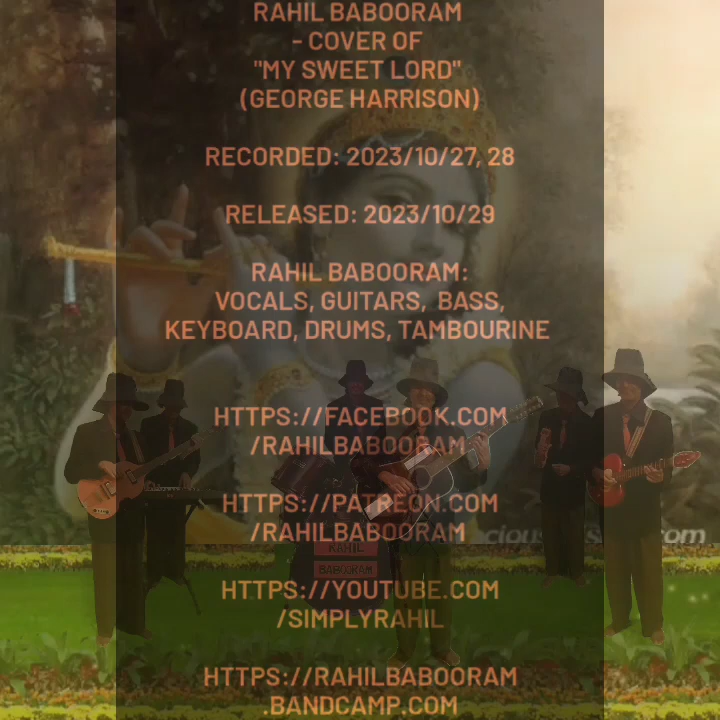 RAHIL BABOORAM
- COVER OF
"MY SWEET LORD"
(GEORGE HARRISON)
RECORDED: 2023/10/27, 28
RELEASED: 2023/10/29
RAHIL BABOORAM:
VOCALS, GUITARS, BASS,
KEYBOARD, DRUMS, TAMBOURINE
HTTPS://FACEBOOK.COM
/RAHILBABOORAM
HTTPS://PATREON.COM
/RAHILBABOORAM
RAHIL
BABOORAM
HTTPS://YOUTUBE.COM
/SIMPLYRAHIL
HTTPS://RAHILBABOORAM
.BANDCAMP.COM